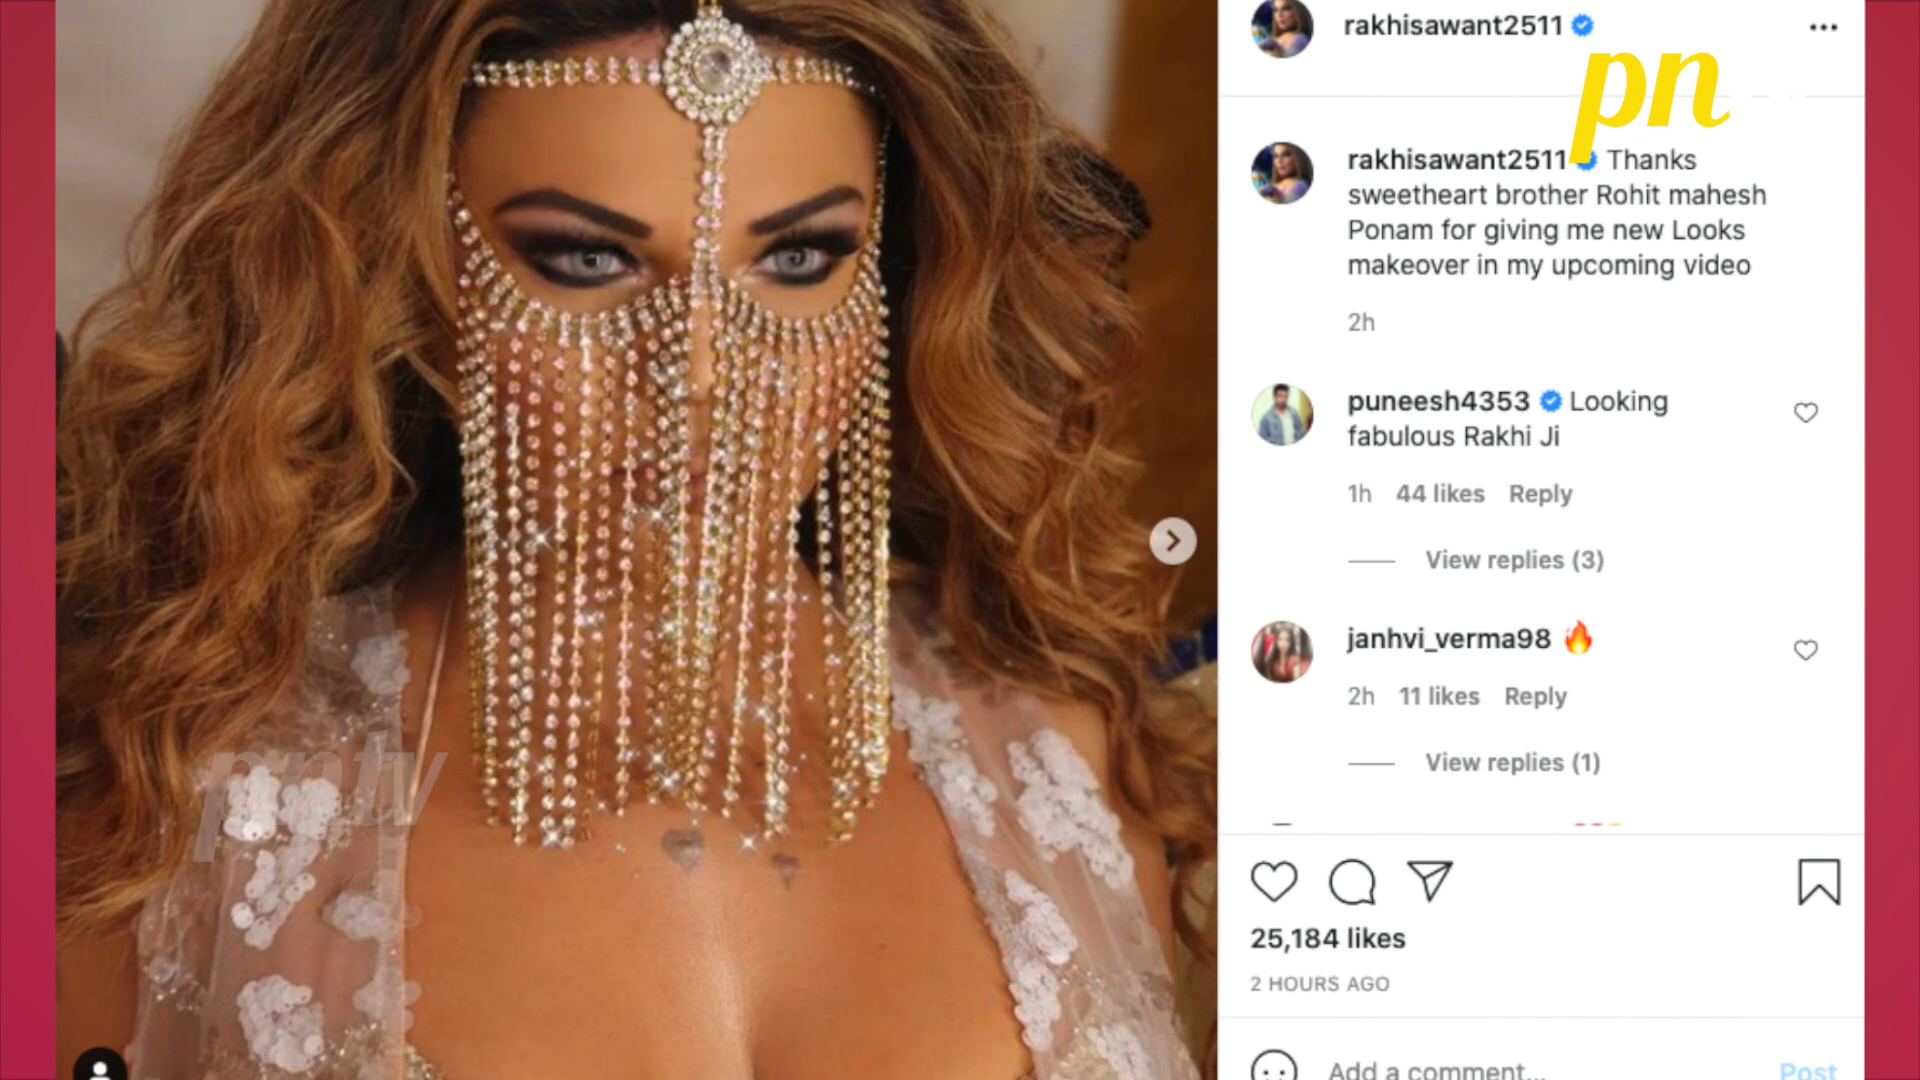 rakhisawant2511
pn
rakhisawant2511 Thanks
sweetheart brother Rohit mahesh
Ponam for giving me new Looks
makeover in my upcoming video
2h
puneesh4353 Looking
fabulous Rakhi Ji
1h 44 likes Reply
View replies (3)
janhvi_verma98 🔥
2h 11 likes Reply
View replies (1)
pntv
25,184 likes
2 HOURS AGO
Add a comment... Post